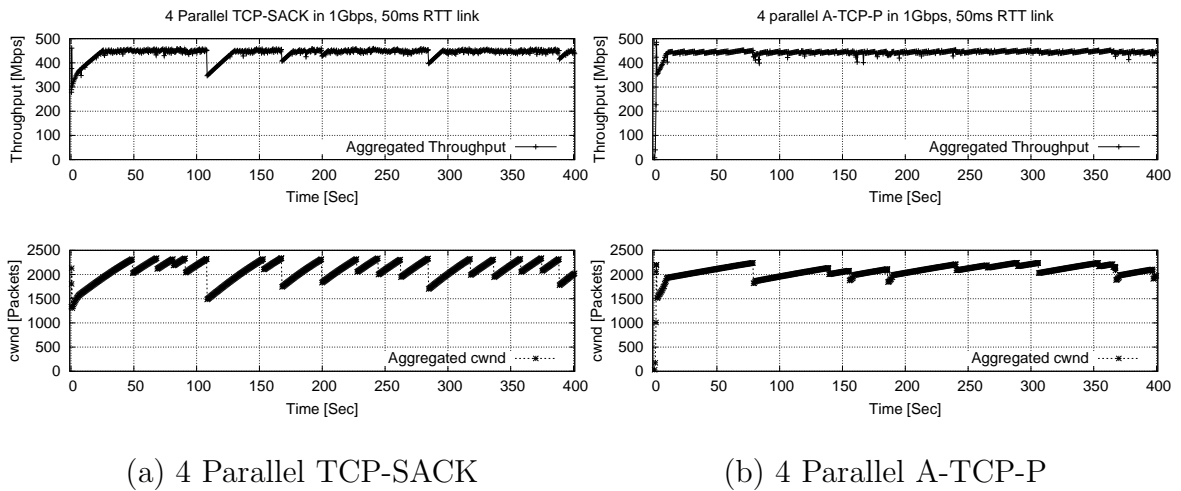 4 Parallel TCP-SACK in 1Gbps, 50ms RTT link
Throughput [Mbps]
500
400
300
200
100
0
Aggregated Throughput
0 50 100 150 200 250 300 350 400
Time [Sec]
cwnd [Packets]
2500
2000
1500
1000
500
0
Aggregated cwnd
0 50 100 150 200 250 300 350 400
Time [Sec]
(a) 4 Parallel TCP-SACK
4 parallel A-TCP-P in 1Gbps, 50ms RTT link
Throughput [Mbps]
500
400
300
200
100
0
Aggregated Throughput
0 50 100 150 200 250 300 350 400
Time [Sec]
cwnd [Packets]
2500
2000
1500
1000
500
0
Aggregated cwnd
0 50 100 150 200 250 300 350 400
Time [Sec]
(b) 4 Parallel A-TCP-P